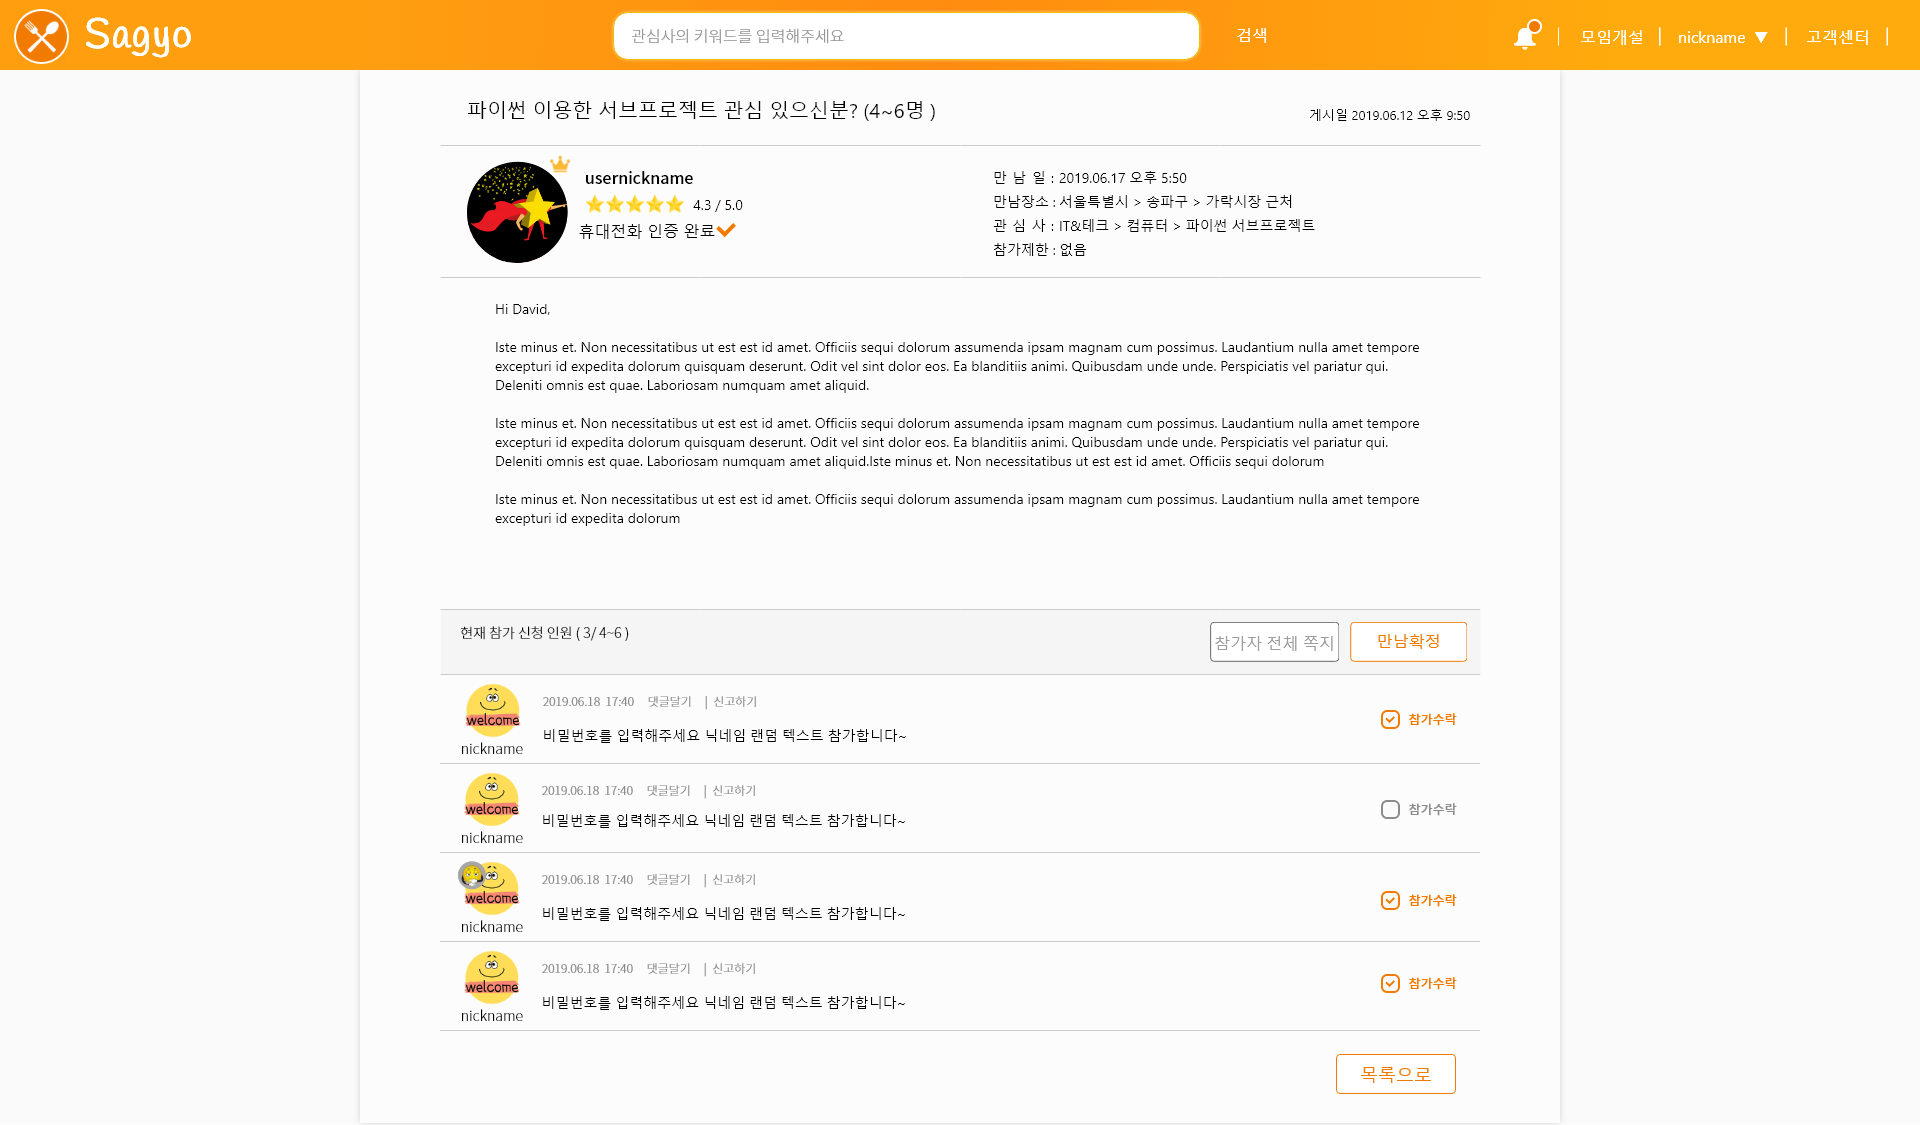 Sagyo
관심사의 키워드를 입력해주세요
검색
모임개설
nickname ▼
고객센터
파이썬 이용한 서브프로젝트 관심 있으신분? (4~6명 )
게시일 2019.06.12 오후 9:50
usernickname
4.3 / 5.0
휴대전화 인증 완료
만 남 일 : 2019.06.17 오후 5:50
만남장소 : 서울특별시 > 송파구 > 가락시장 근처
관 심 사 : IT&테크 > 컴퓨터 > 파이썬 서브프로젝트
참가제한 : 없음
Hi David,
Iste minus et. Non necessitatibus ut est est id amet. Officiis sequi dolorum assumenda ipsam magnam cum possimus. Laudantium nulla amet tempore
excepturi id expedita dolorum quisquam deserunt. Odit vel sint dolor eos. Ea blanditiis animi. Quibusdam unde unde. Perspiciatis vel pariatur qui.
Deleniti omnis est quae. Laboriosam numquam amet aliquid.
Iste minus et. Non necessitatibus ut est est id amet. Officiis sequi dolorum assumenda ipsam magnam cum possimus. Laudantium nulla amet tempore
excepturi id expedita dolorum quisquam deserunt. Odit vel sint dolor eos. Ea blanditiis animi. Quibusdam unde unde. Perspiciatis vel pariatur qui.
Deleniti omnis est quae. Laboriosam numquam amet aliquid.Iste minus et. Non necessitatibus ut est est id amet. Officiis sequi dolorum
Iste minus et. Non necessitatibus ut est est id amet. Officiis sequi dolorum assumenda ipsam magnam cum possimus. Laudantium nulla amet tempore
excepturi id expedita dolorum
현재 참가 신청 인원 ( 3/ 4~6 )
참가자 전체 쪽지
만남확정
welcome
nickname
2019.06.18 17:40 댓글달기 | 신고하기
비밀번호를 입력해주세요 닉네임 랜덤 텍스트 참가합니다~
참가수락
welcome
nickname
2019.06.18 17:40 댓글달기 | 신고하기
비밀번호를 입력해주세요 닉네임 랜덤 텍스트 참가합니다~
참가수락
welcome
nickname
2019.06.18 17:40 댓글달기 | 신고하기
비밀번호를 입력해주세요 닉네임 랜덤 텍스트 참가합니다~
참가수락
welcome
nickname
2019.06.18 17:40 댓글달기 | 신고하기
비밀번호를 입력해주세요 닉네임 랜덤 텍스트 참가합니다~
참가수락
목록으로